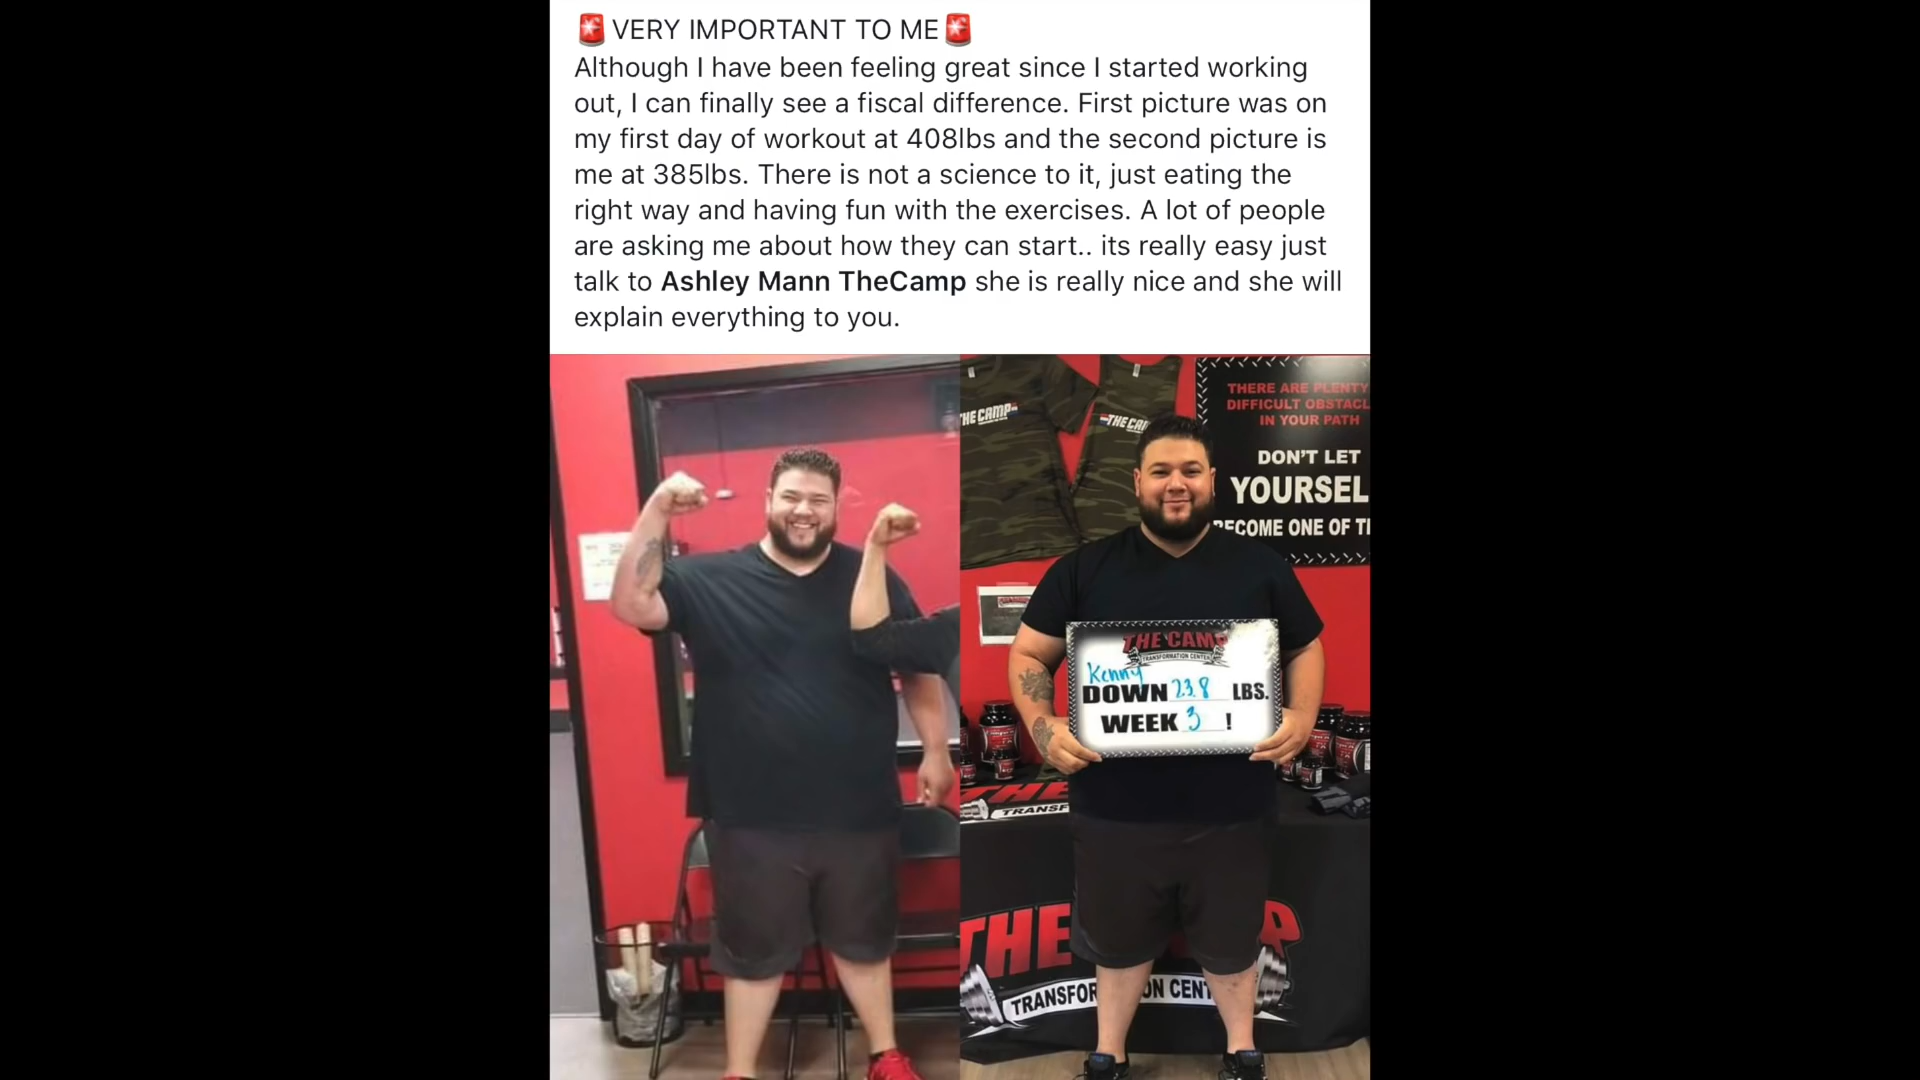 🚨VERY IMPORTANT TO ME🚨
Although I have been feeling great since I started working
out, I can finally see a fiscal difference. First picture was on
my first day of workout at 408lbs and the second picture is
me at 385lbs. There is not a science to it, just eating the
right way and having fun with the exercises. A lot of people
are asking me about how they can start.. its really easy just
talk to Ashley Mann TheCamp she is really nice and she will
explain everything to you.
THE CAMP
THE CA
THERE ARE PLENTY
DIFFICULT OBSTACL
IN YOUR PATH
DON'T LET
YOURSEL
BECOME ONE OF T
THE CAMP
TRANSFORMATION CENTER
Kenny
DOWN 23.8 LBS.
WEEK 3 !
THE
TRANSF
THE P
TRANSFOR ON CENT